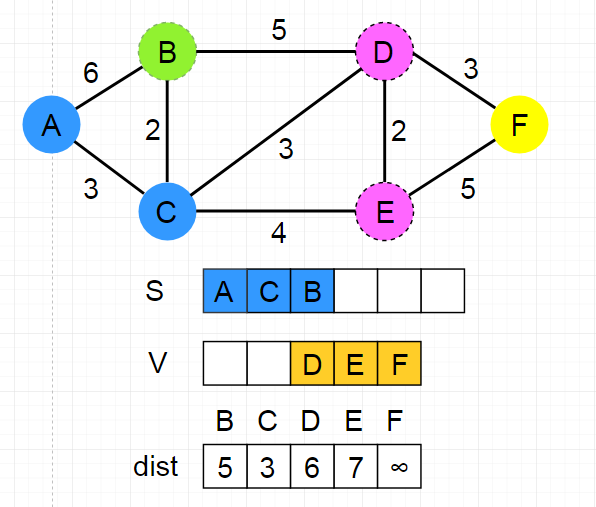 5
B D
6 3
A 2 3 2 F
3 5
C E
4
S A C B
V D E F
B C D E F
dist 5 3 6 7 ∞